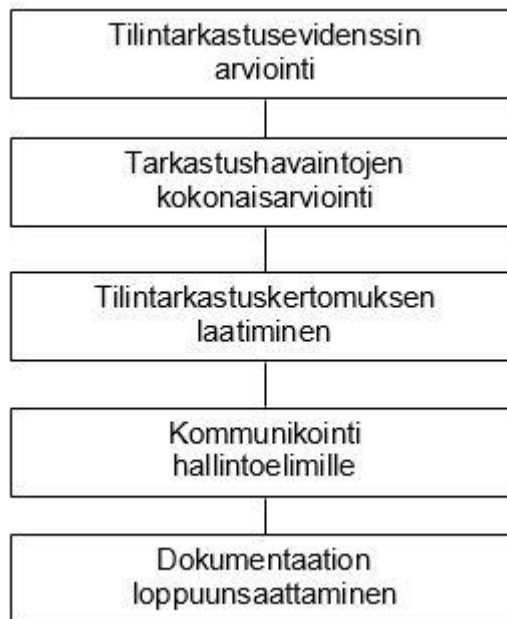 Tilintarkastusevidenssin
arviointi
Tarkastushavaintojen
kokonaisarviointi
Tilintarkastuskertomuksen
laatiminen
Kommunikointi
hallintoelimille
Dokumentaation
loppuunsaattaminen